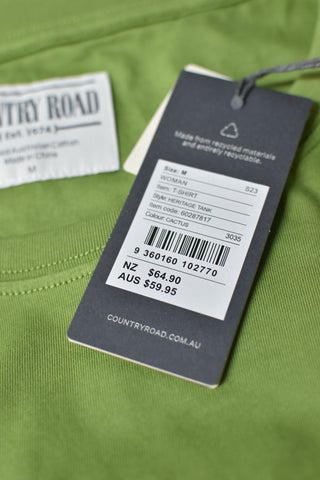 NTRY ROAD
Est. 1974
Australian Cotton
Made in China
M
Made from recycled materials
and entirely recyclable.
Size: M
WOMAN S23
Item: T-SHIRT
Style: HERITAGE TANK
Item code: 60287817
Colour: CACTUS 3035
9 360160 102770
NZ $64.90
AUS $59.95
COUNTRYROAD.COM.AU